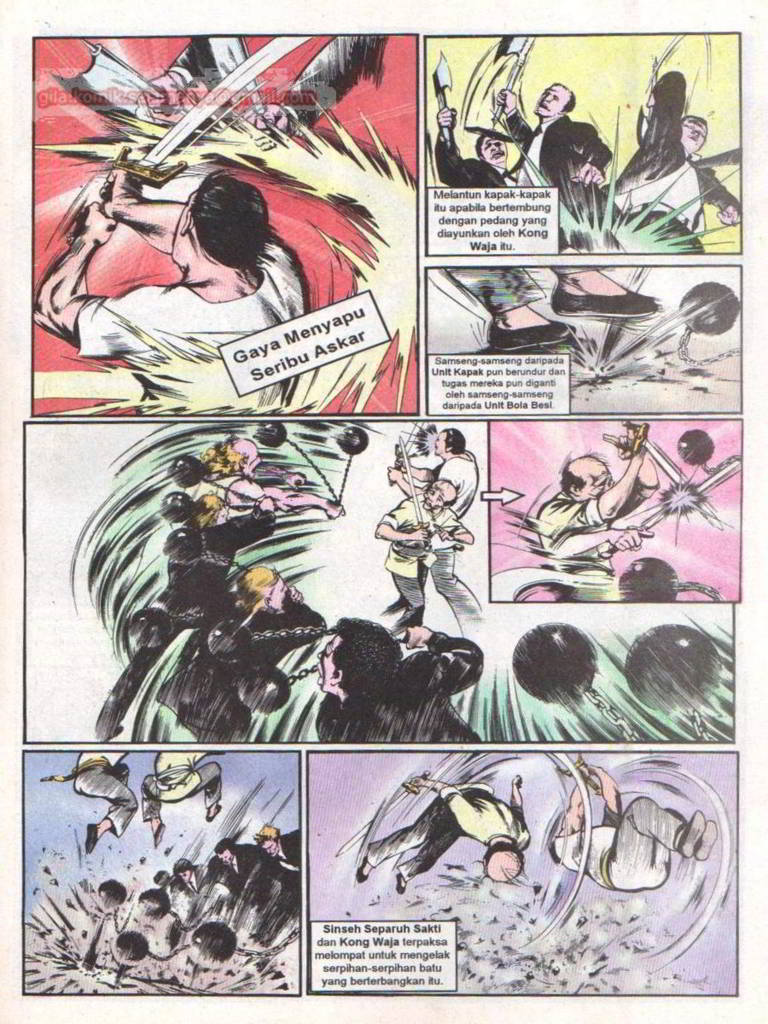 Gaya Menyapu
Seribu Askar
Melantun kapak-kapak
itu apabila bertembung
dengan pedang yang
diayunkan oleh Kong
Waja itu.
Samseng-samseng daripada
Unit Kapak pun berundur dan
tugas mereka pun diganti
oleh samseng-samseng
daripada Unit Bola Besi.
Sinseh Separuh Sakti
dan Kong Waja terpaksa
melompat untuk mengelak
serpihan-serpihan batu
yang berterbangkan itu.